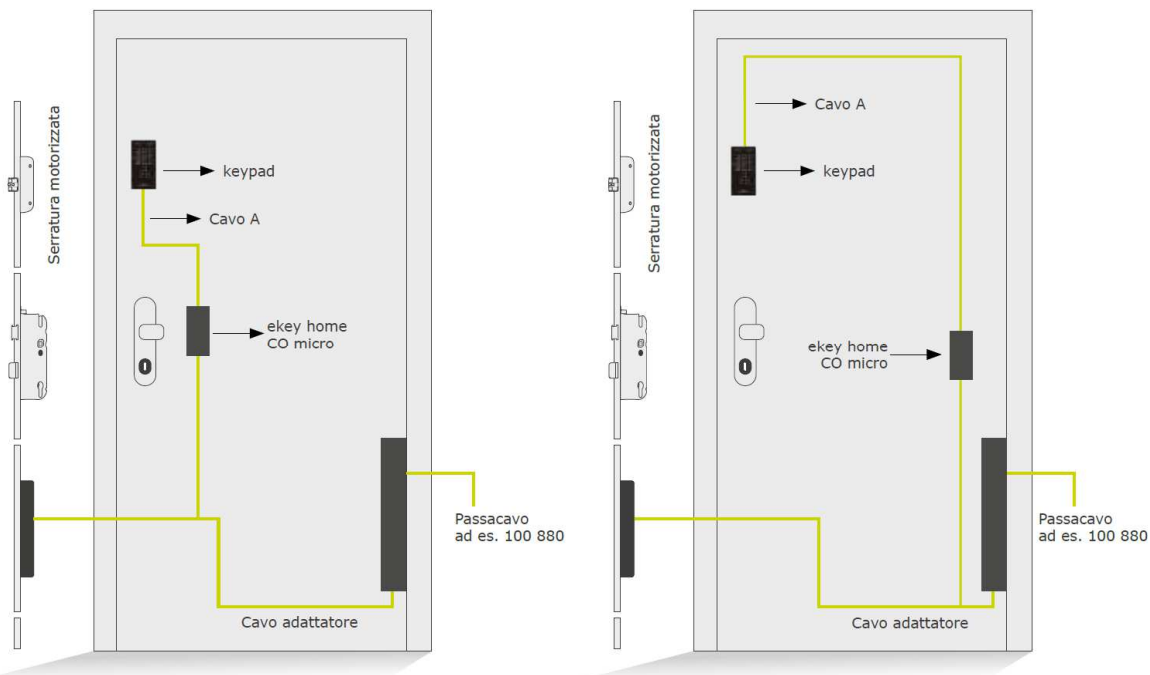 Serratura motorizzata
keypad
Cavo A
ekey home
CO micro
Passacavo
ad es. 100 880
Cavo adattatore
Serratura motorizzata
Cavo A
keypad
ekey home
CO micro
Passacavo
ad es. 100 880
Cavo adattatore